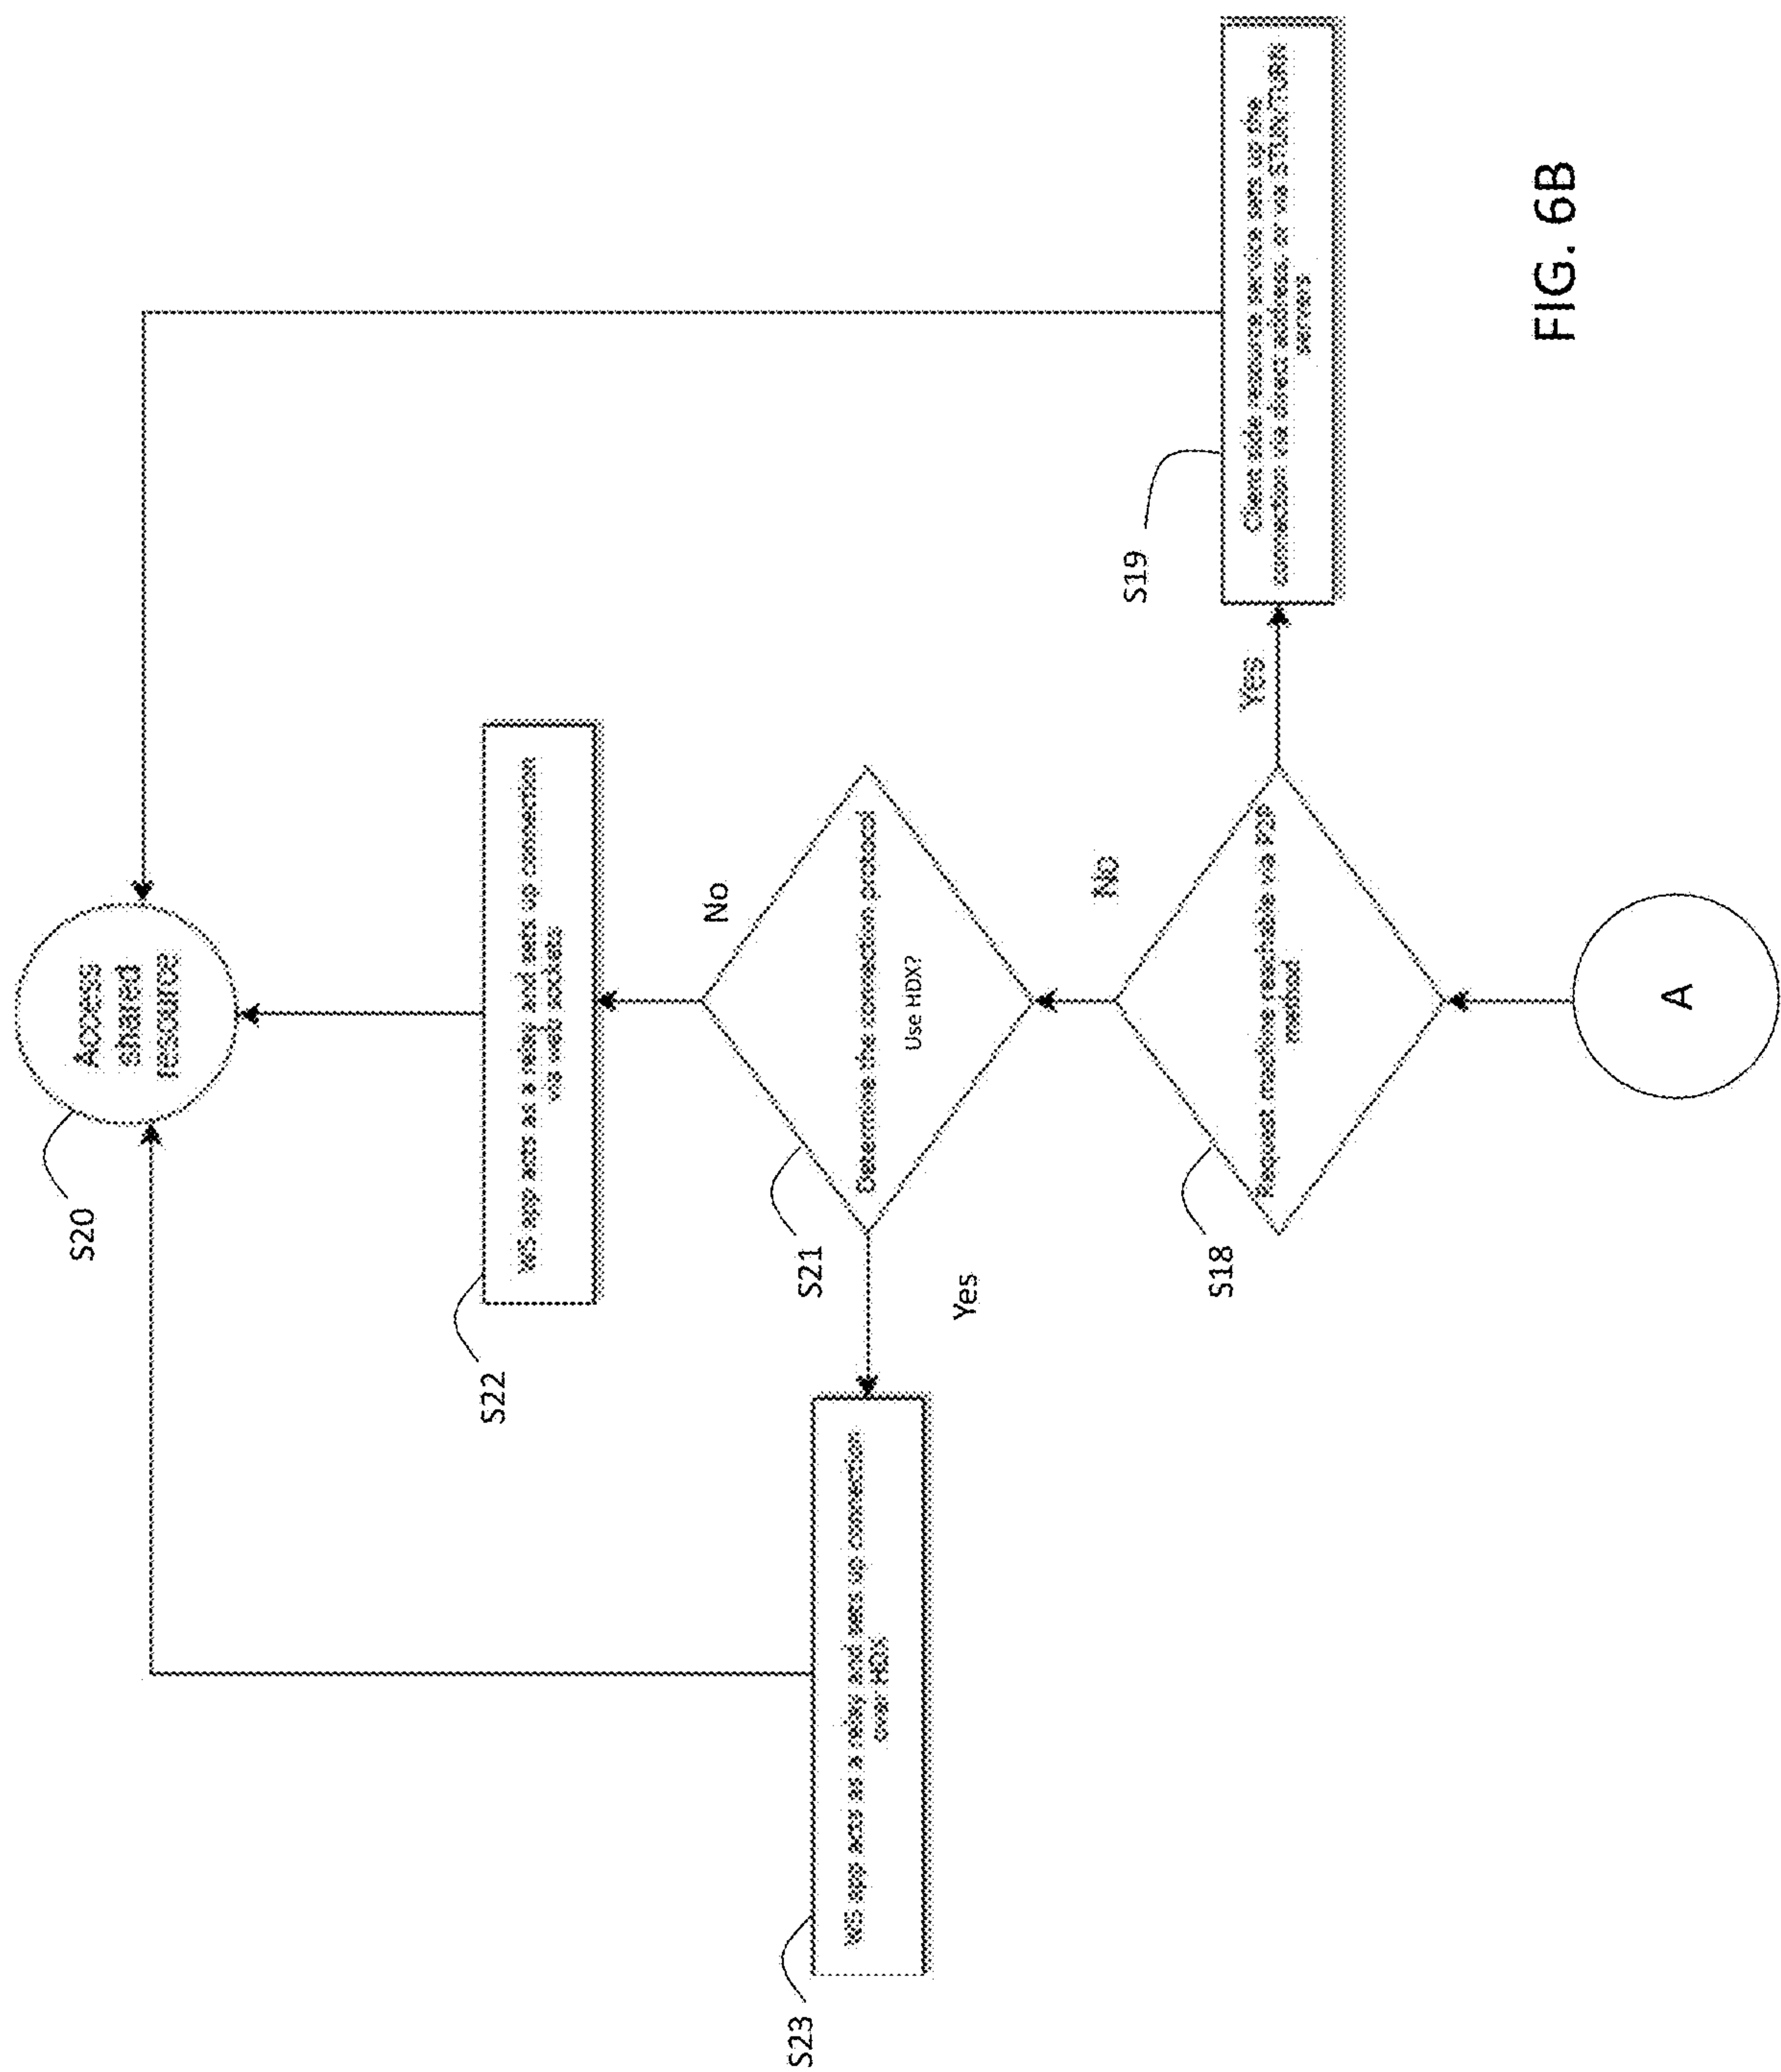 S20
Access
shared
resource
S22
WS app acts as a relay and sets up connection
via web sockets
No
S21
Determine the connection protocol
Use HDX?
Yes
S23
WS app acts as a relay and sets up connection
over HDX
No
S18
Request machine reachable via P2P
method
Yes
S19
Client side resource service sets up the
connection via direct address, or via STUN/TURN
servers
A
FIG. 6B